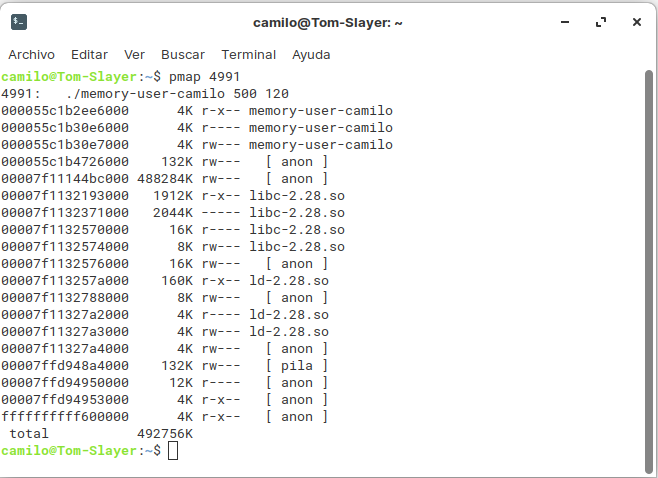 camilo@Tom-Slayer: ~
Archivo Editar Ver Buscar Terminal Ayuda
camilo@Tom-Slayer:~$ pmap 4991
4991:   ./memory-user-camilo 500 120
000055c1b2ee6000      4K r-x-- memory-user-camilo
000055c1b30e6000      4K r---- memory-user-camilo
000055c1b30e7000      4K rw--- memory-user-camilo
000055c1b4726000    132K rw---   [ anon ]
00007f11144bc000 488284K rw---   [ anon ]
00007f1132193000   1912K r-x-- libc-2.28.so
00007f1132371000   2044K ----- libc-2.28.so
00007f1132570000     16K r---- libc-2.28.so
00007f1132574000      8K rw--- libc-2.28.so
00007f1132576000     16K rw---   [ anon ]
00007f113257a000    160K r-x-- ld-2.28.so
00007f1132788000      8K rw---   [ anon ]
00007f11327a2000      4K r---- ld-2.28.so
00007f11327a3000      4K rw--- ld-2.28.so
00007f11327a4000      4K rw---   [ anon ]
00007ffd948a4000    132K rw---   [ pila ]
00007ffd94950000     12K r----   [ anon ]
00007ffd94953000      4K r-x--   [ anon ]
ffffffffff600000      4K r-x--   [ anon ]
 total           492756K
camilo@Tom-Slayer:~$